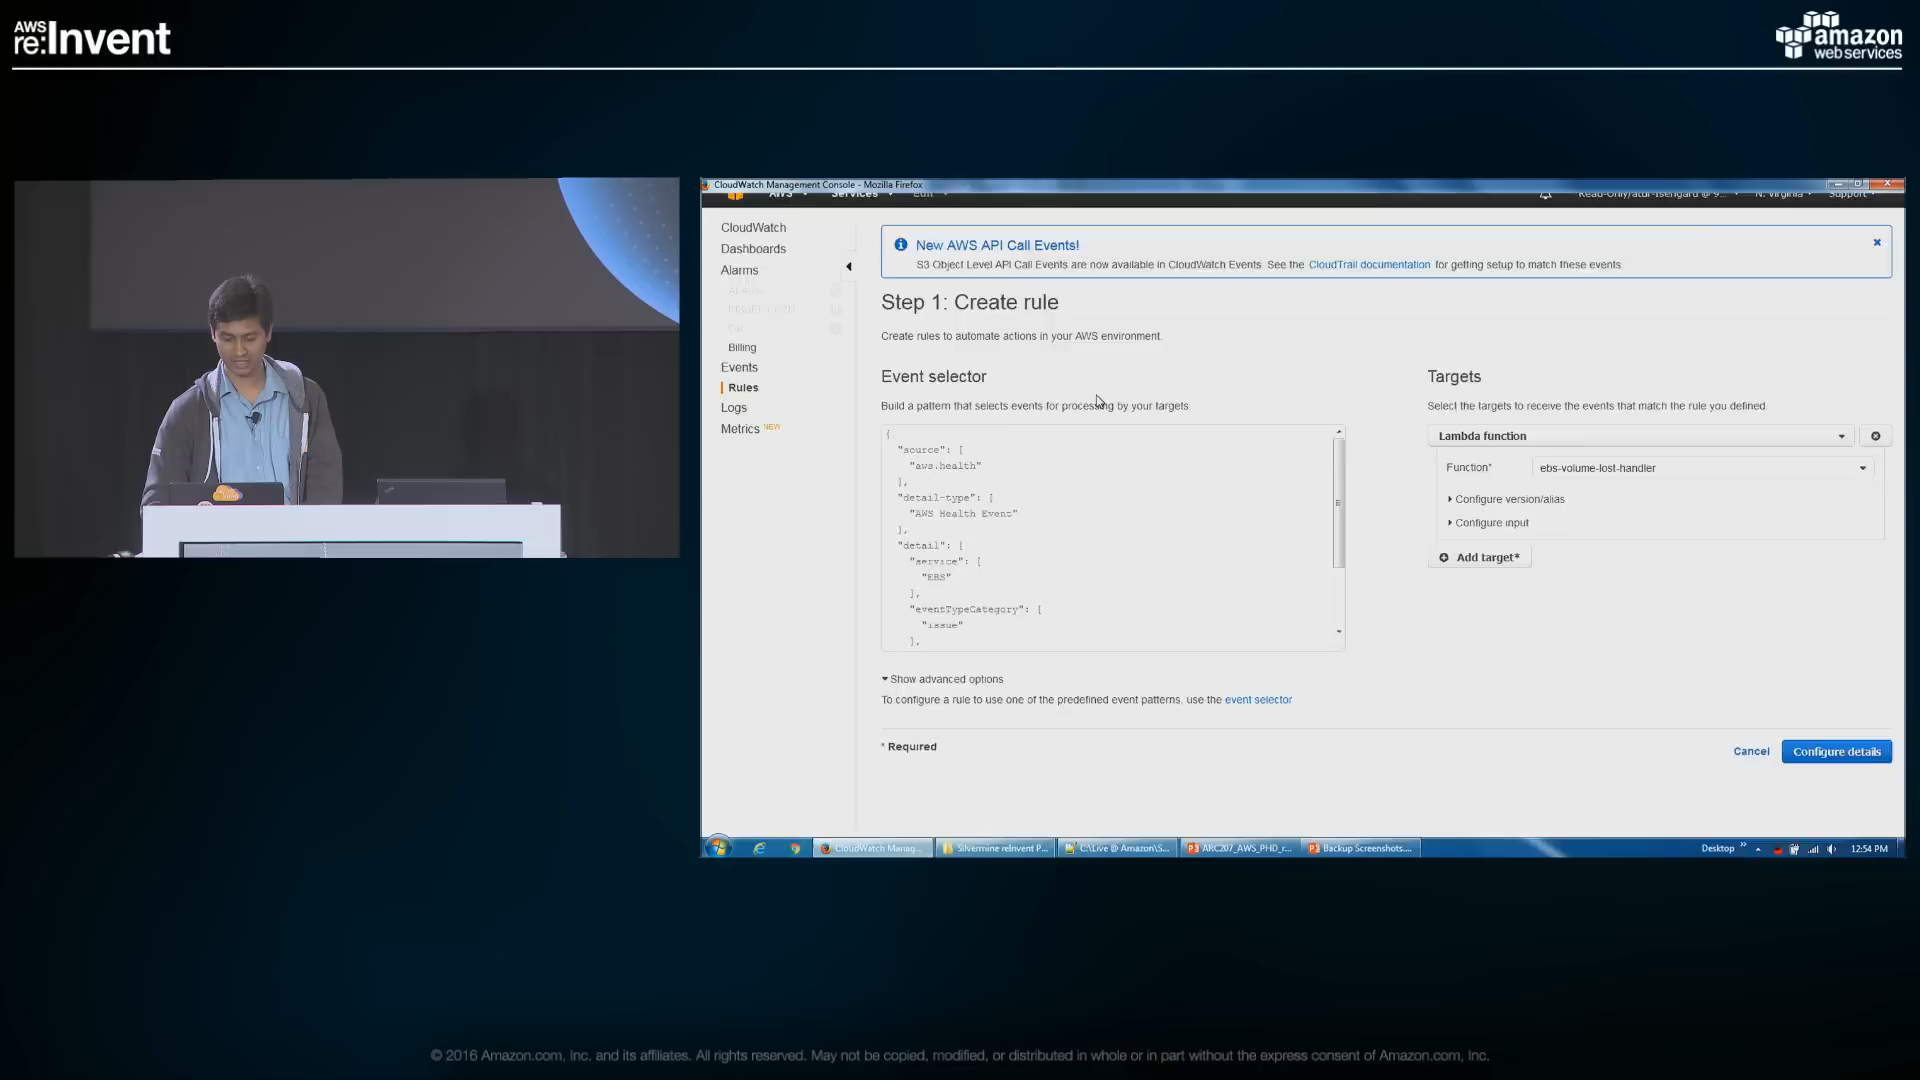 AWS
re:Invent
amazon
web services
CloudWatch Management Console - Mozilla Firefox
AWS
Services
Edit
N. Virginia
Support
CloudWatch
Dashboards
Alarms
Billing
Events
Rules
Logs
Metrics NEW
New AWS API Call Events!
S3 Object Level API Call Events are now available in CloudWatch Events. See the CloudTrail documentation for getting setup to match these events
Step 1: Create rule
Create rules to automate actions in your AWS environment.
Event selector
Build a pattern that selects events for processing by your targets
{
"source": [
"aws.health"
],
"detail-type": [
"AWS Health Event"
],
"detail": {
"service": [
"EBS"
],
"eventTypeCategory": [
"issue"
],
Show advanced options
To configure a rule to use one of the predefined event patterns, use the event selector
* Required
Targets
Select the targets to receive the events that match the rule you defined
Lambda function
Function* ebs-volume-lost-handler
Configure version/alias
Configure input
Add target*
Cancel
Configure details
CloudWatch Manag...
Silvermine reInvent P...
C:\Live @ Amazon\S...
ARC207_AWS_PHD_r...
Backup Screenshots....
Desktop
12:54 PM
© 2016 Amazon.com, Inc. and its affiliates. All rights reserved. May not be copied, modified, or distributed in whole or in part without the express consent of Amazon.com, Inc.